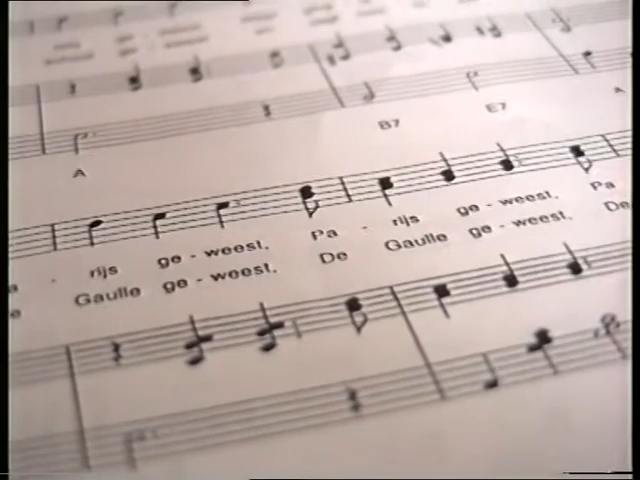 B7 E7 A
A
rijs ge - weest. Pa - rijs ge - weest. Pa
Gaulle ge - weest. De Gaulle ge - weest. De